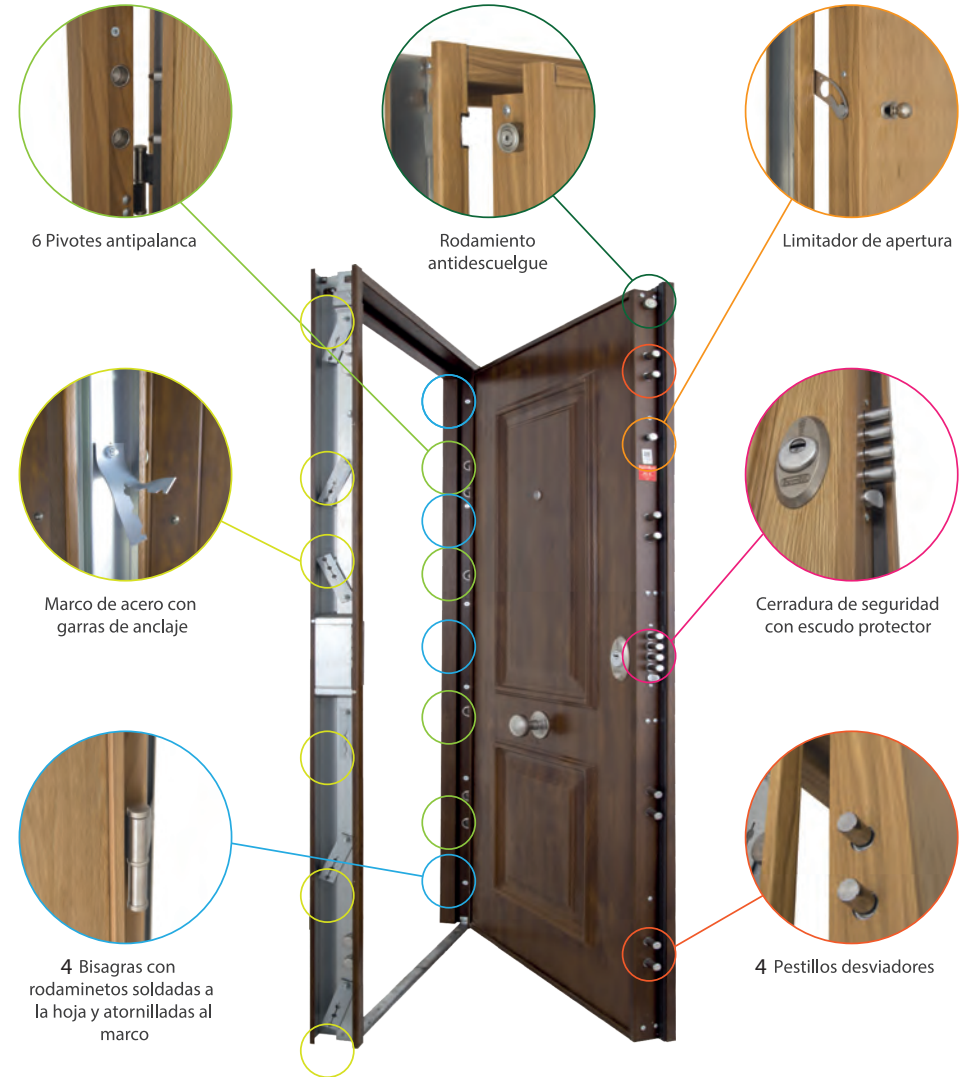 6 Pivotes antipalanca
Rodamiento
antidescuelgue
Limitador de apertura
Marco de acero con
garras de anclaje
Cerradura de seguridad
con escudo protector
4 Bisagras con
rodaminetos soldadas a
la hoja y atornilladas al
marco
4 Pestillos desviadores